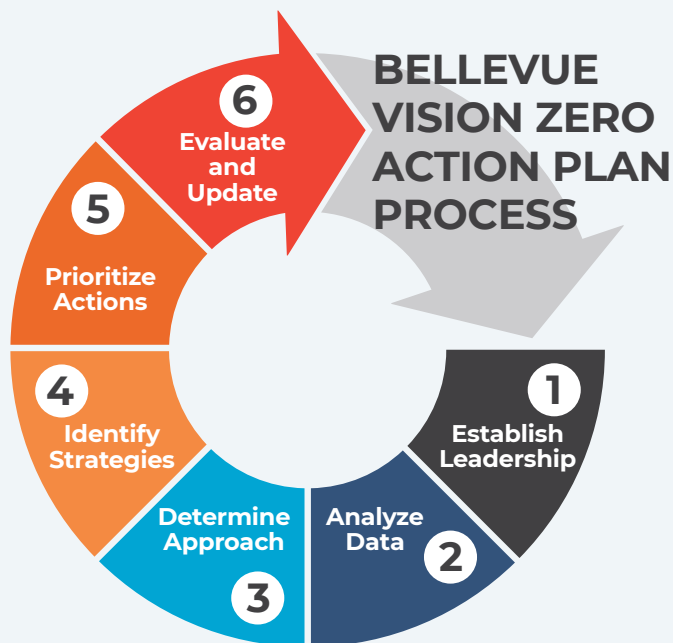 BELLEVUE
VISION ZERO
ACTION PLAN
PROCESS
1
Establish
Leadership
2
Analyze
Data
3
Determine
Approach
4
Identify
Strategies
5
Prioritize
Actions
6
Evaluate
and
Update